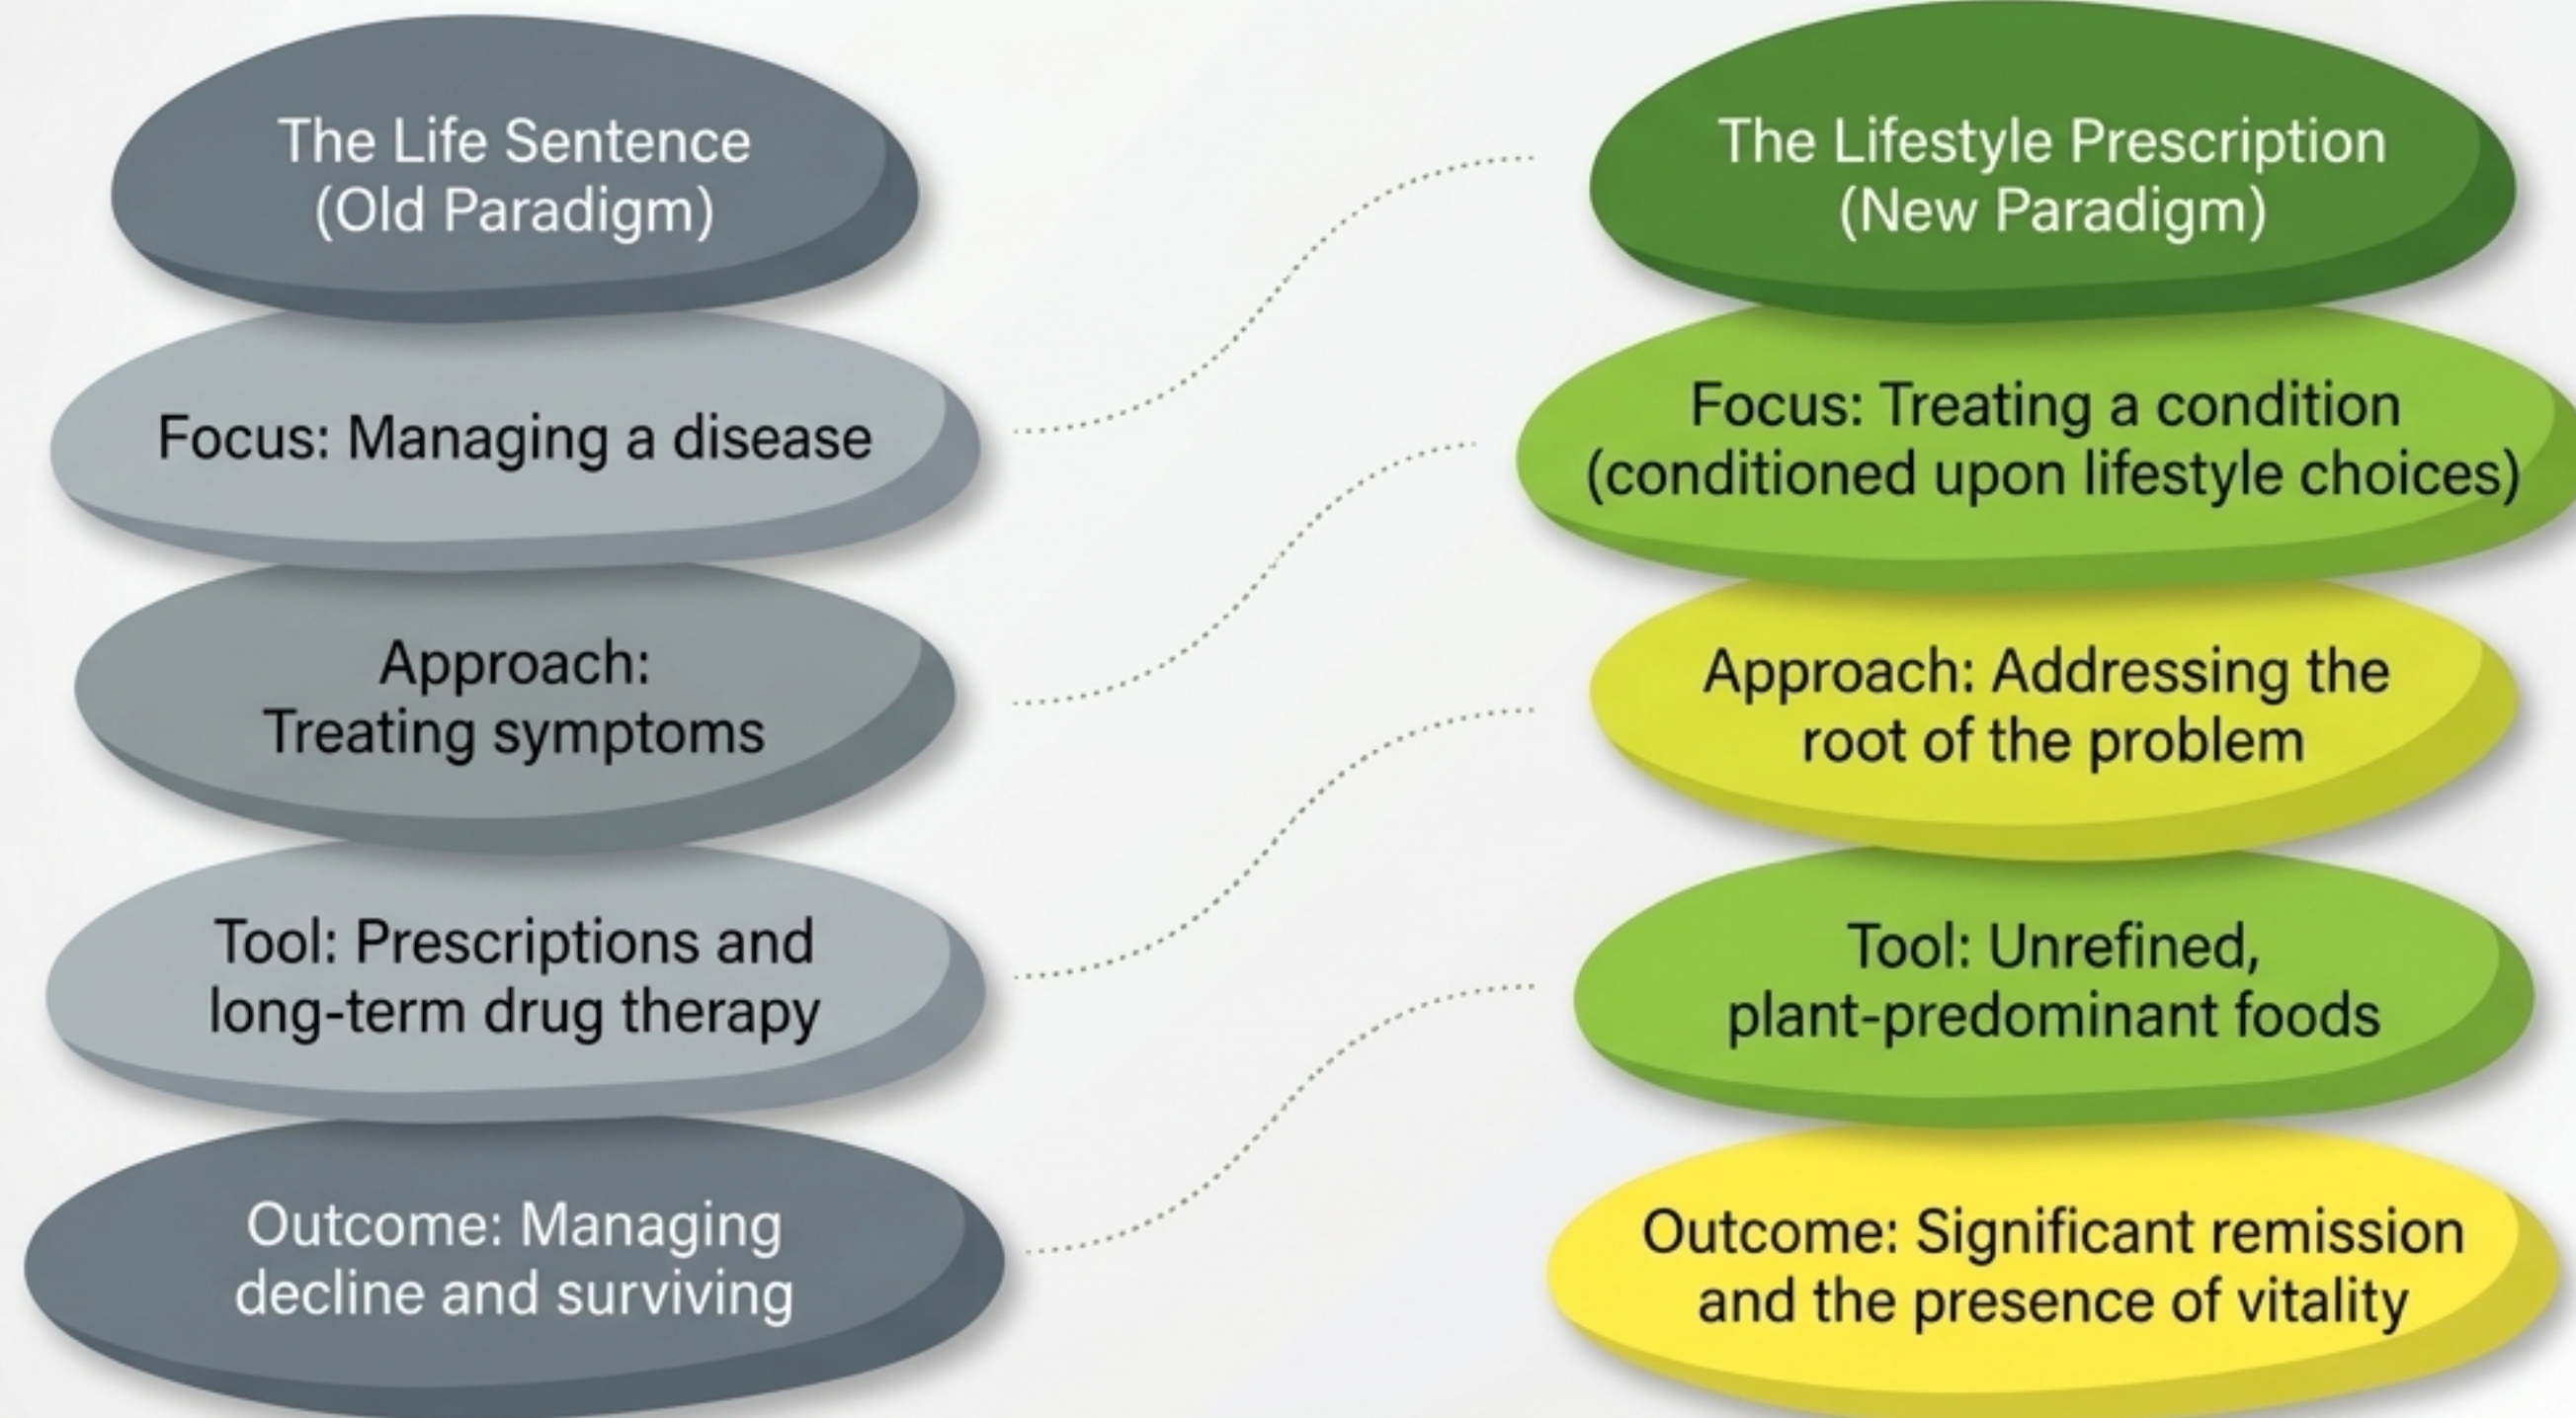 The Life Sentence
(Old Paradigm)
Focus: Managing a disease
Approach:
Treating symptoms
Tool: Prescriptions and
long-term drug therapy
Outcome: Managing
decline and surviving
The Lifestyle Prescription
(New Paradigm)
Focus: Treating a condition
(conditioned upon lifestyle choices)
Approach: Addressing the
root of the problem
Tool: Unrefined,
plant-predominant foods
Outcome: Significant remission
and the presence of vitality